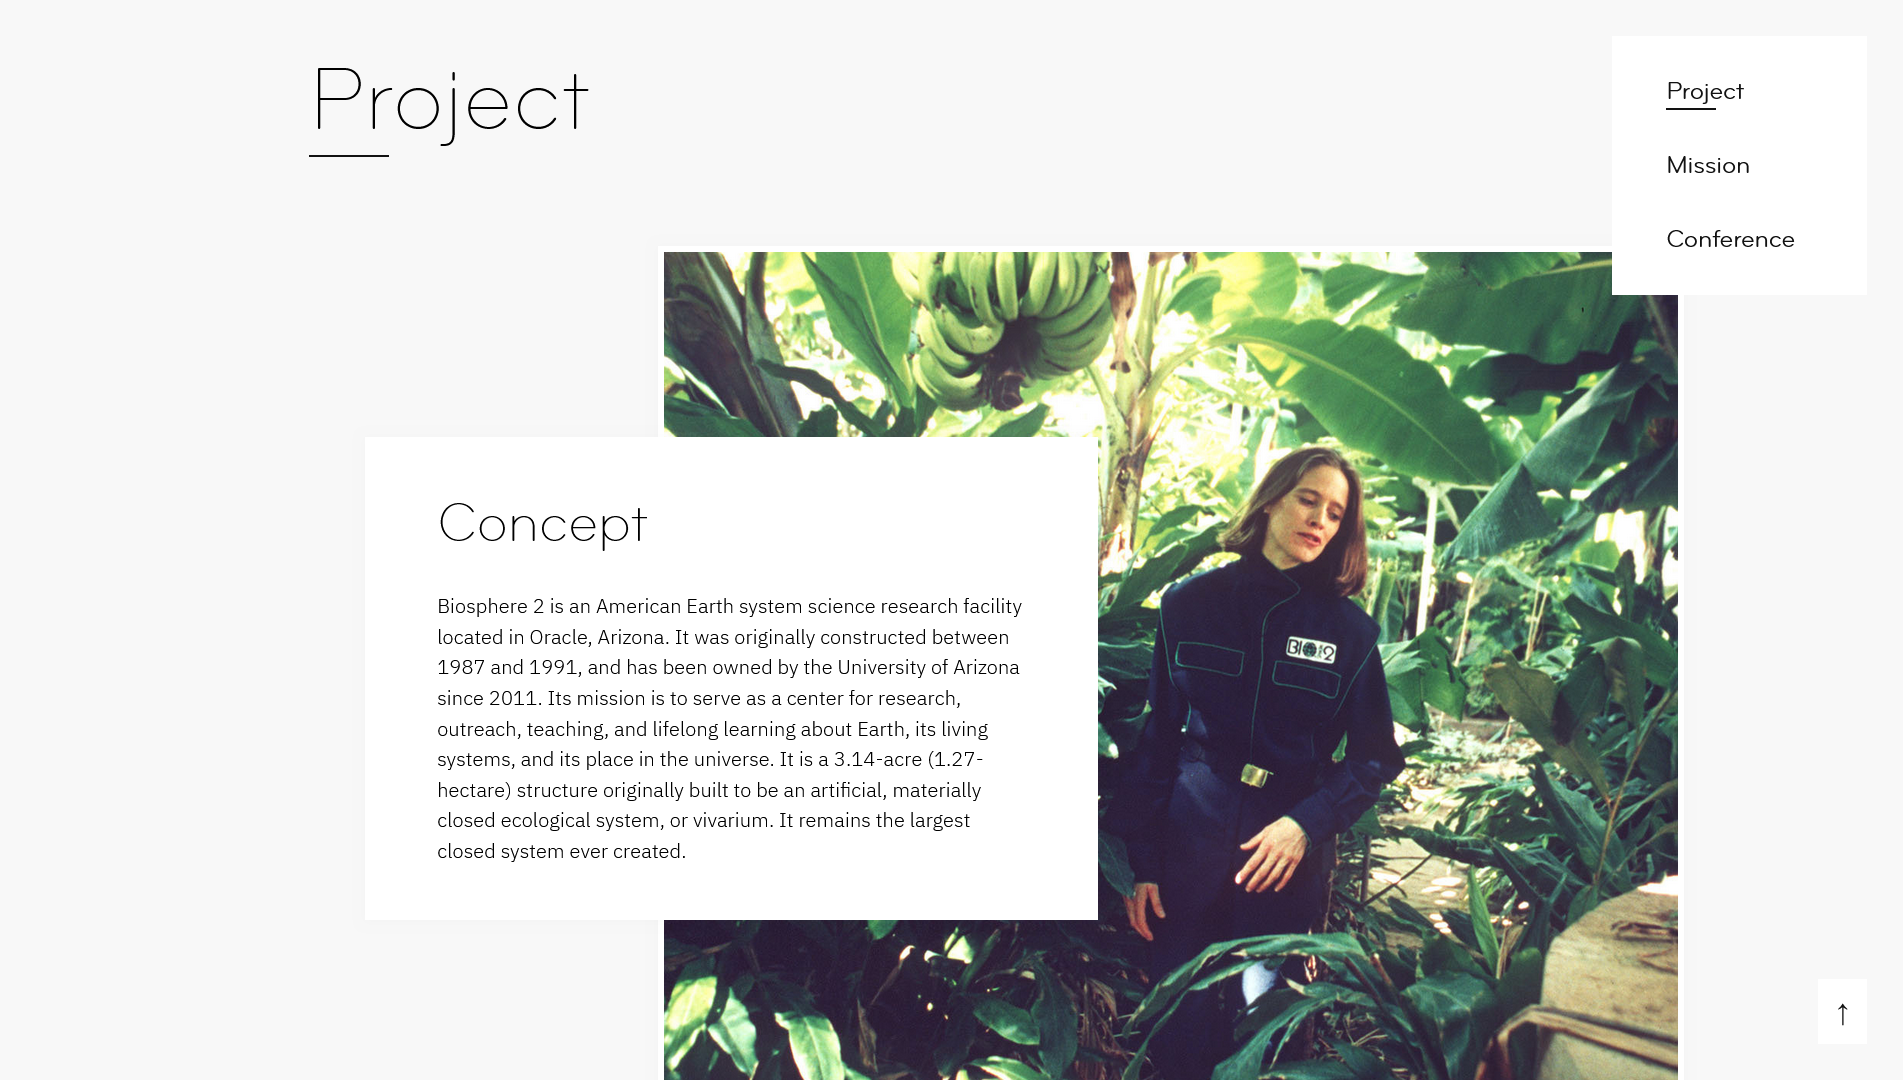 Project
Project
Mission
Conference
Concept
Biosphere 2 is an American Earth system science research facility
located in Oracle, Arizona. It was originally constructed between
1987 and 1991, and has been owned by the University of Arizona
since 2011. Its mission is to serve as a center for research,
outreach, teaching, and lifelong learning about Earth, its living
systems, and its place in the universe. It is a 3.14-acre (1.27-
hectare) structure originally built to be an artificial, materially
closed ecological system, or vivarium. It remains the largest
closed system ever created.
BIO 2
↑